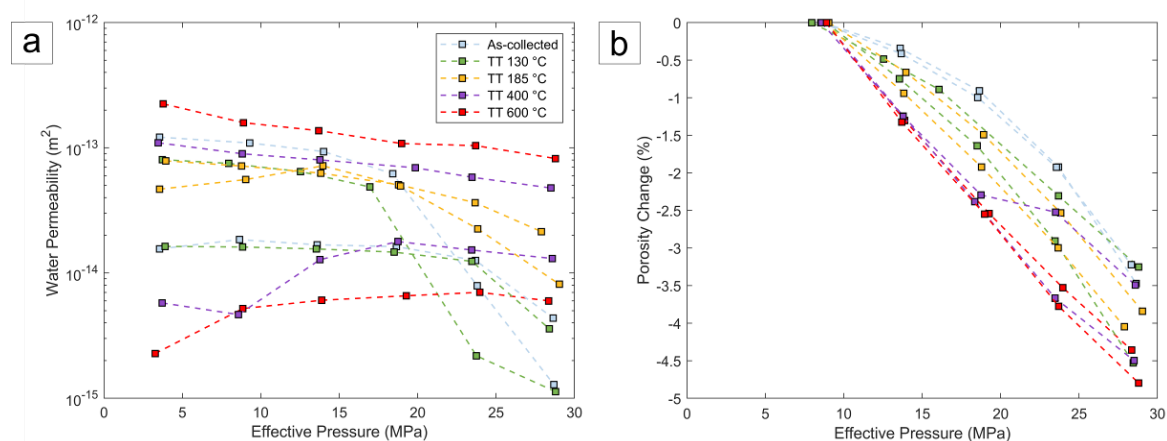 a
10⁻¹²
10⁻¹³
10⁻¹⁴
10⁻¹⁵
Water Permeability (m²)
As-collected
TT 130 °C
TT 185 °C
TT 400 °C
TT 600 °C
0 5 10 15 20 25 30
Effective Pressure (MPa)
b
0
-0.5
-1
-1.5
-2
-2.5
-3
-3.5
-4
-4.5
-5
Porosity Change (%)
0 5 10 15 20 25 30
Effective Pressure (MPa)